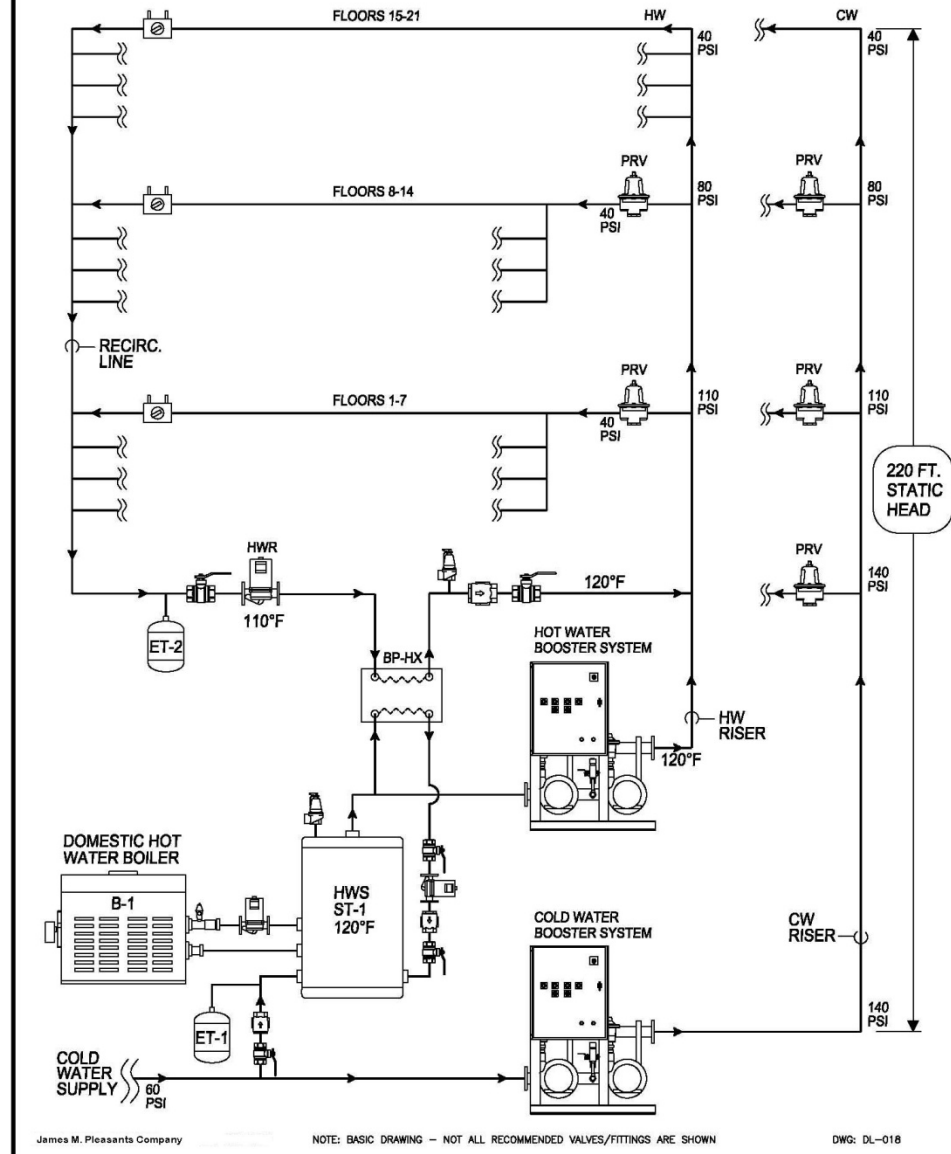 FLOORS 15-21
HW
CW
40
PSI
40
PSI
PRV
PRV
FLOORS 8-14
80
PSI
80
PSI
40
PSI
RECIRC.
LINE
PRV
PRV
FLOORS 1-7
110
PSI
110
PSI
40
PSI
220 FT.
STATIC
HEAD
HWR
110°F
120°F
PRV
140
PSI
ET-2
BP-HX
HOT WATER
BOOSTER SYSTEM
HW
RISER
120°F
DOMESTIC HOT
WATER BOILER
B-1
HWS
ST-1
120°F
COLD WATER
BOOSTER SYSTEM
CW
RISER
140
PSI
ET-1
COLD
WATER
SUPPLY
60
PSI
James M. Pleasants Company
NOTE: BASIC DRAWING – NOT ALL RECOMMENDED VALVES/FITTINGS ARE SHOWN
DWG: DL-018